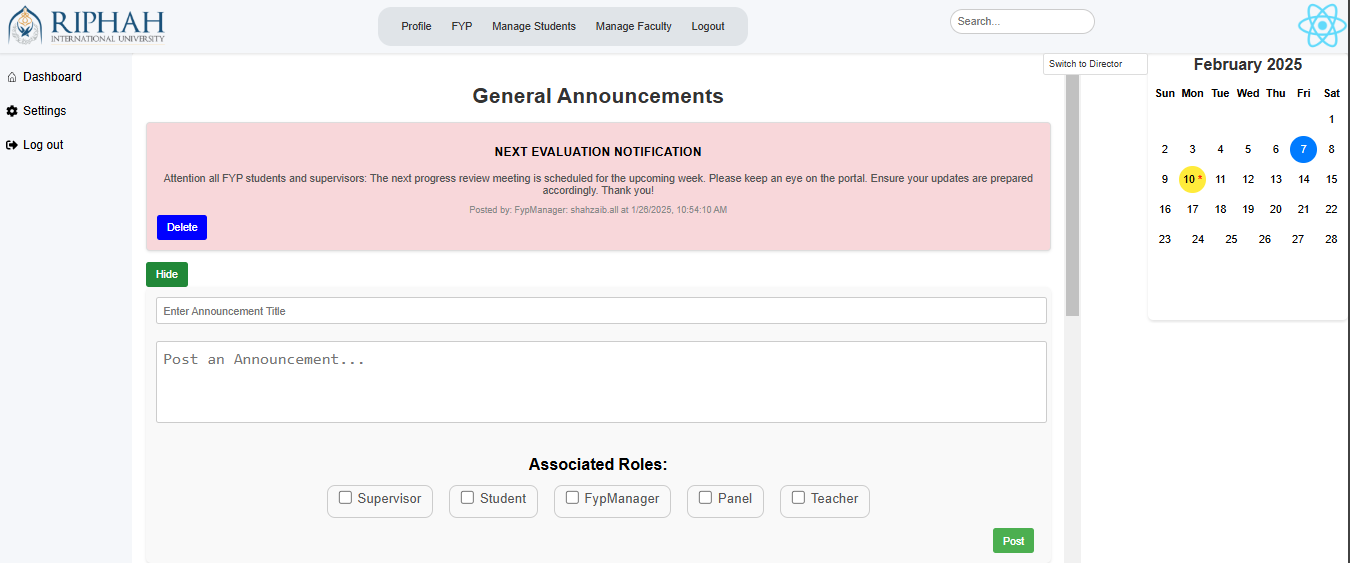 RIPHAH
INTERNATIONAL UNIVERSITY
Profile FYP Manage Students Manage Faculty Logout
Search...
Dashboard
Settings
Log out
Switch to Director
General Announcements
NEXT EVALUATION NOTIFICATION
Attention all FYP students and supervisors: The next progress review meeting is scheduled for the upcoming week. Please keep an eye on the portal. Ensure your updates are prepared
accordingly. Thank you!
Posted by: FypManager: shahzaib.ali at 1/26/2025, 10:54:10 AM
Delete
Hide
Enter Announcement Title
Post an Announcement...
Associated Roles:
Supervisor Student FypManager Panel Teacher
Post
February 2025
Sun Mon Tue Wed Thu Fri Sat
1
2 3 4 5 6 7 8
9 10 * 11 12 13 14 15
16 17 18 19 20 21 22
23 24 25 26 27 28